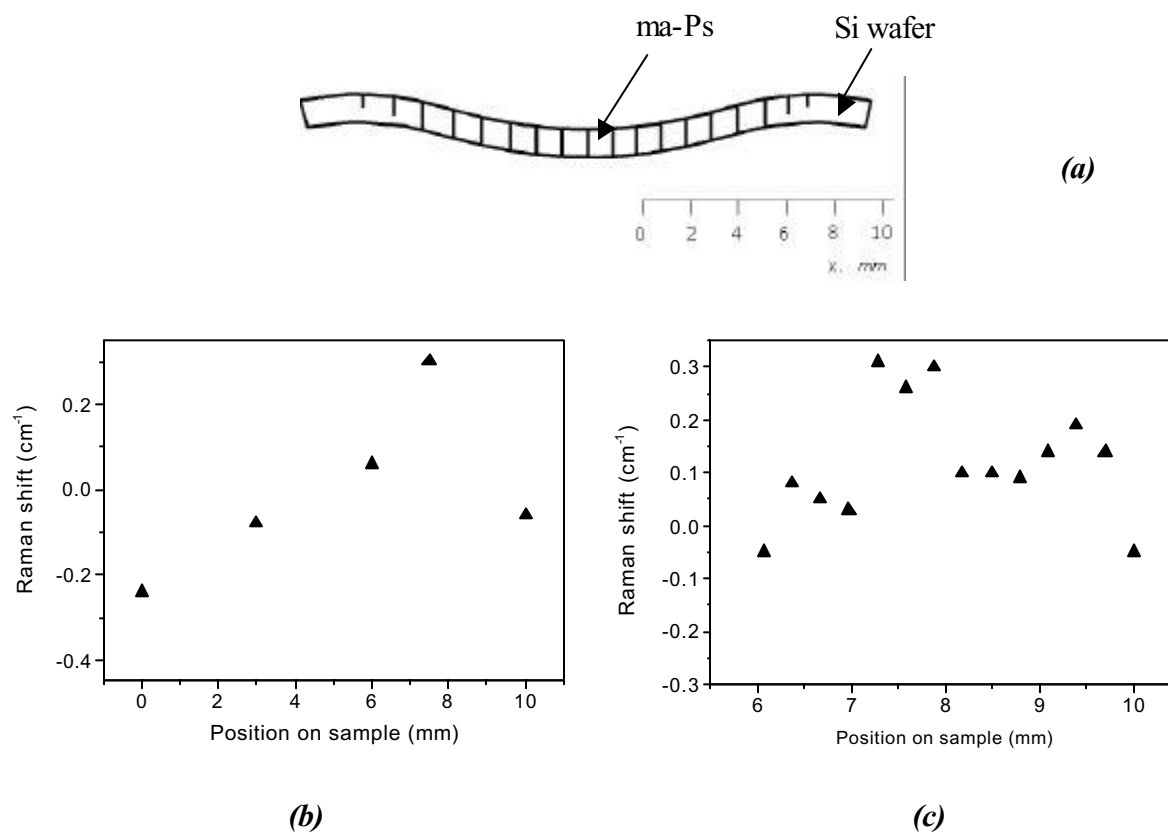 ma-Ps
Si wafer
(a)
0 2 4 6 8 10
x, mm
Raman shift (cm-1)
0.2
0.0
-0.2
-0.4
0 2 4 6 8 10
Position on sample (mm)
(b)
Raman shift (cm-1)
0.3
0.2
0.1
0.0
-0.1
-0.2
-0.3
6 7 8 9 10
Position on sample (mm)
(c)